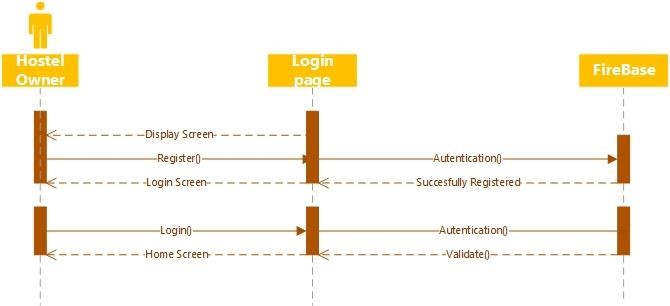 Hostel
Owner
Login
page
FireBase
Display Screen
Register()
Autentication()
Login Screen
Succesfully Registered
Login()
Autentication()
Home Screen
Validate()